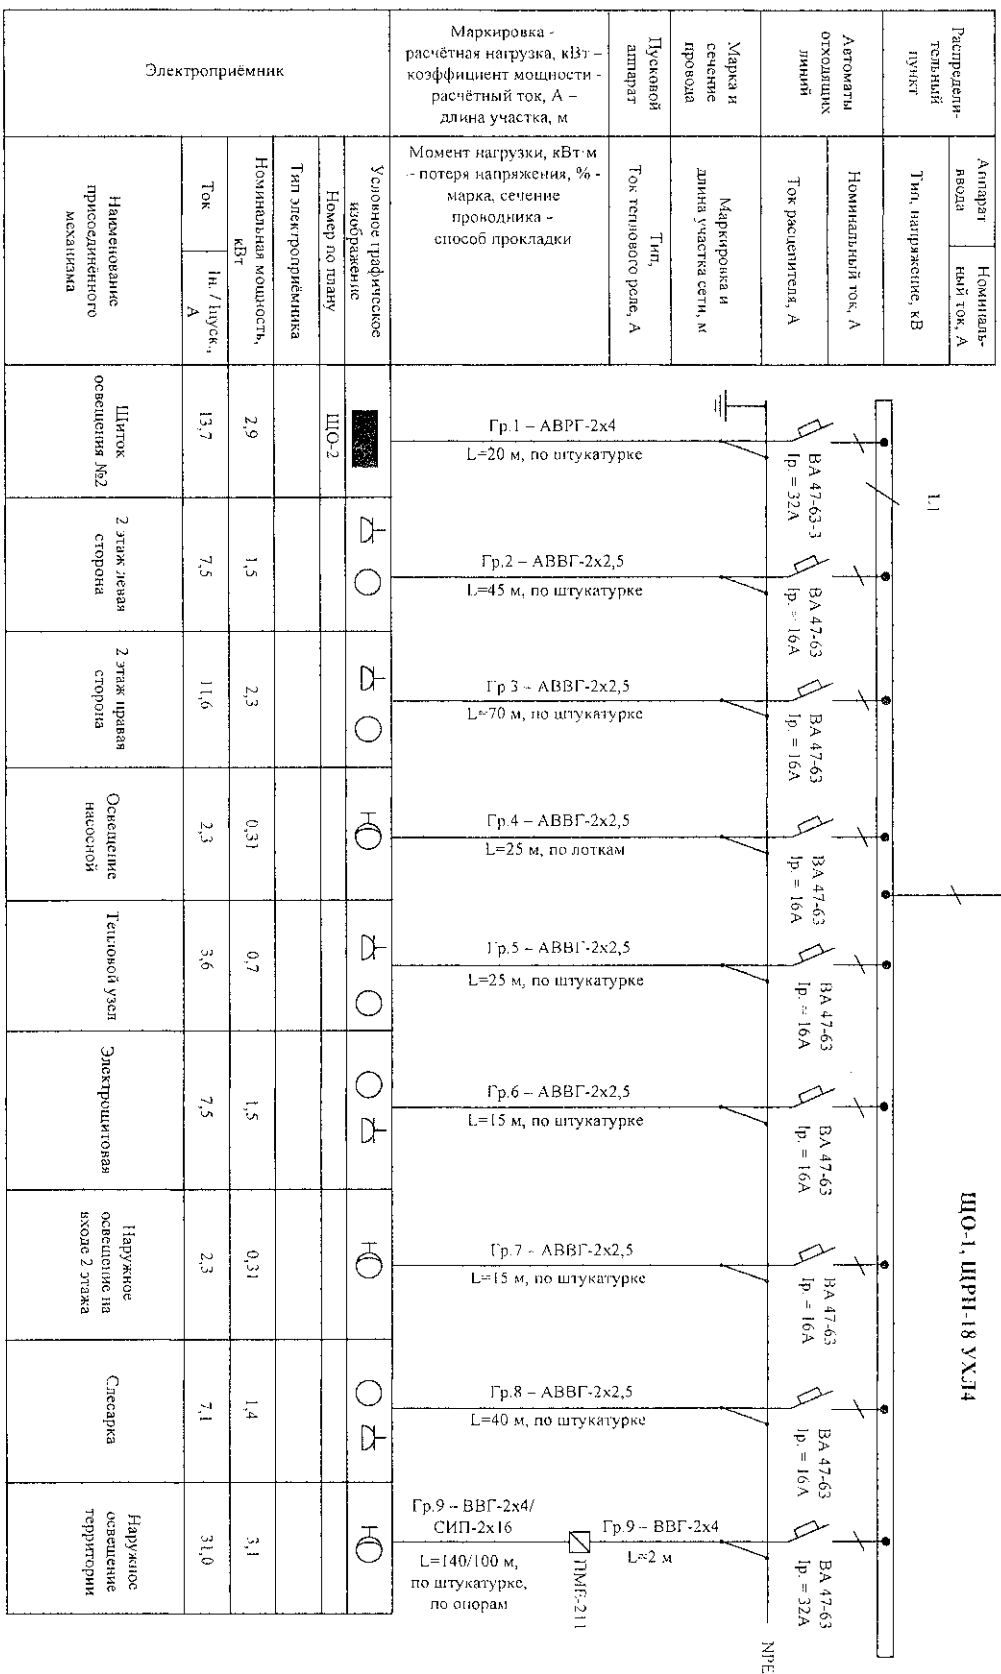 ЩО-1, ЩРН-18 УХЛ4
Распредели-
тельный
пункт
Аппарат
ввода
Номиналь-
ный ток, А
Тип, напряжение, кВ
Автоматы
отходящих
линий
Номинальный ток, А
Ток расцепителя, А
Марка и
сечение
провода
Маркировка и
длина участка сети, м
Пусковой
аппарат
Тип,
Ток теплового реле, А
Маркировка -
расчётная нагрузка, кВт –
коэффициент мощности -
расчётный ток, А –
длина участка, м
Момент нагрузки, кВт·м
– потеря напряжения, % -
марка, сечение
проводника -
способ прокладки
Электроприёмник
Условное графическое
изображение
Номер по плану
Тип электроприёмника
Номинальная мощность,
кВт
Ток
Iн. / Iпуск.,
А
Наименование
присоединённого
механизма
L1
NPE
ВА 47-63-3
Iр. = 32А
Гр.1 – АВРГ-2х4
L=20 м, по штукатурке
ЩО-2
2,9
13,7
Щиток
освещения №2
ВА 47-63
Iр. = 16А
Гр.2 – АВВГ-2х2,5
L=45 м, по штукатурке
1,5
7,5
2 этаж левая
сторона
ВА 47-63
Iр. = 16А
Гр 3 – АВВГ-2х2,5
L=70 м, по штукатурке
2,3
11,6
2 этаж правая
сторона
ВА 47-63
Iр. = 16А
Гр.4 – АВВГ-2х2,5
L=25 м, по лоткам
0,31
2,3
Освещение
насосной
ВА 47-63
Iр. = 16А
Гр.5 – АВВГ-2х2,5
L=25 м, по штукатурке
0,7
3,6
Тепловой узел
ВА 47-63
Iр. = 16А
Гр.6 – АВВГ-2х2,5
L=15 м, по штукатурке
1,5
7,5
Электрощитовая
ВА 47-63
Iр. = 16А
Гр.7 – АВВГ-2х2,5
L=15 м, по штукатурке
0,31
2,3
Наружное
освещение на
входе 2 этажа
ВА 47-63
Iр. = 16А
Гр.8 – АВВГ-2х2,5
L=40 м, по штукатурке
1,4
7,1
Слесарка
ВА 47-63
Iр. = 32А
Гр.9 – ВВГ-2х4
L=2 м
ПМЕ-211
Гр.9 – ВВГ-2х4/
СИП-2х16
L=140/100 м,
по штукатурке,
по опорам
3,1
31,0
Наружное
освещение
территории